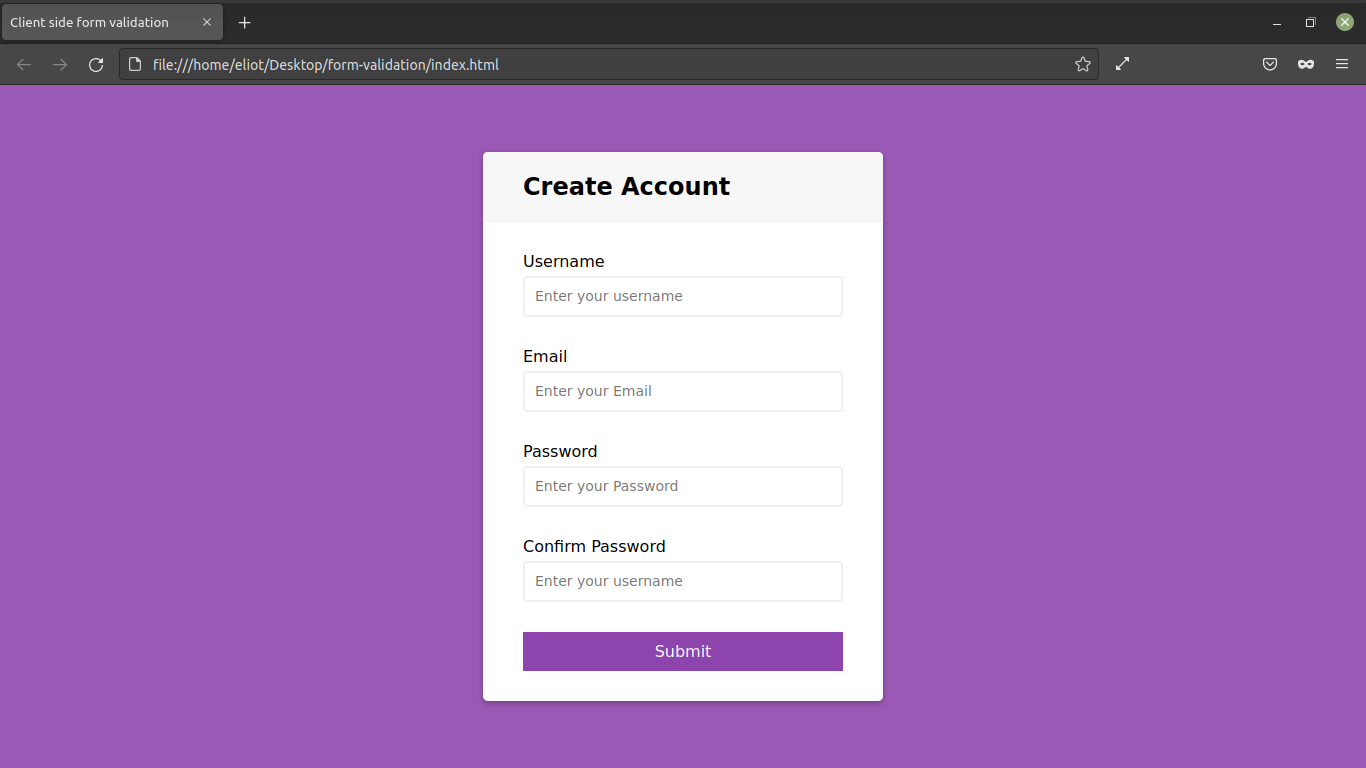 Client side form validation
file:///home/eliot/Desktop/form-validation/index.html
Create Account
Username
Enter your username
Email
Enter your Email
Password
Enter your Password
Confirm Password
Enter your username
Submit